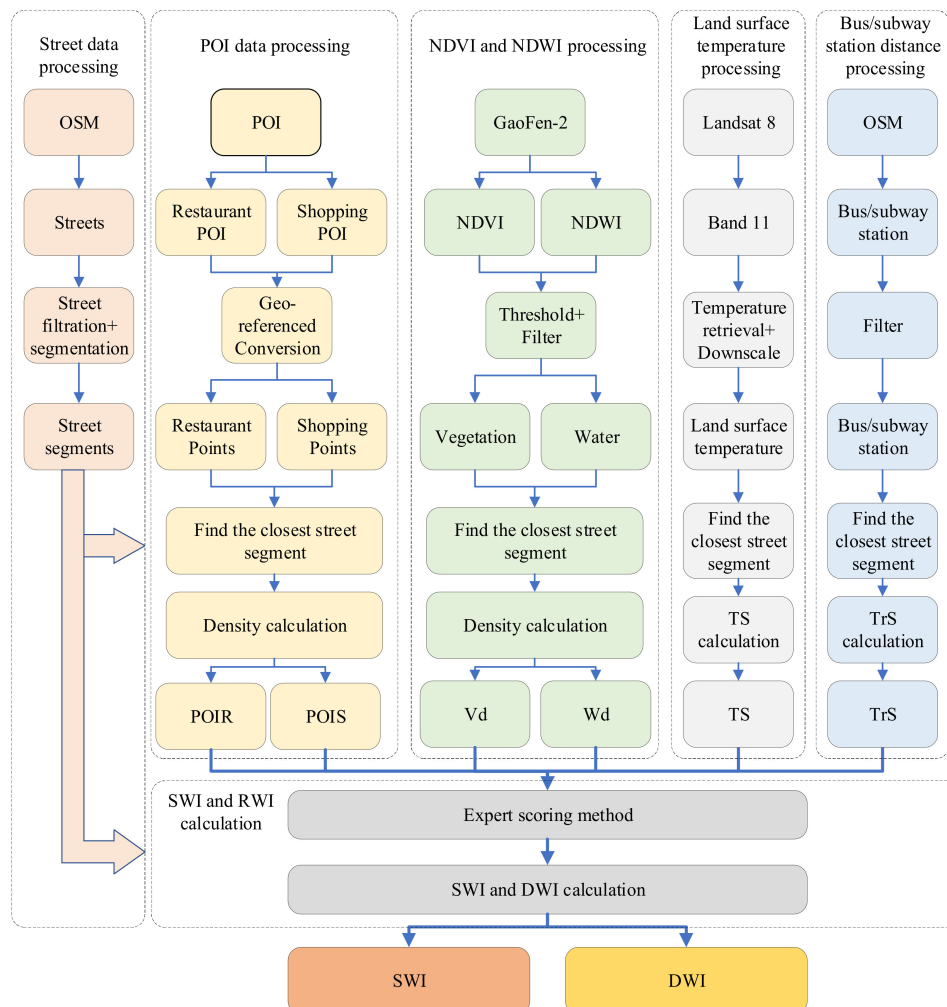 Street data
processing
OSM
Streets
Street
filtration+
segmentation
Street
segments
POI data processing
POI
Restaurant
POI
Shopping
POI
Geo-
referenced
Conversion
Restaurant
Points
Shopping
Points
Find the closest street
segment
Density calculation
POIR
POIS
NDVI and NDWI processing
GaoFen-2
NDVI
NDWI
Threshold+
Filter
Vegetation
Water
Find the closest street
segment
Density calculation
Vd
Wd
Land surface
temperature
processing
Landsat 8
Band 11
Temperature
retrieval+
Downscale
Land surface
temperature
Find the
closest street
segment
TS
calculation
TS
Bus/subway
station distance
processing
OSM
Bus/subway
station
Filter
Bus/subway
station
Find the
closest street
segment
TrS
calculation
TrS
SWI and RWI
calculation
Expert scoring method
SWI and DWI calculation
SWI
DWI